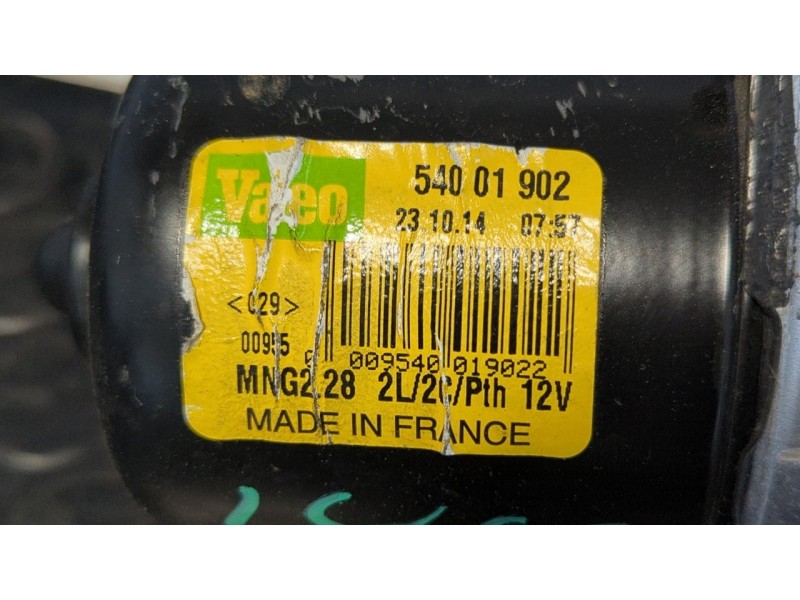 Valeo
540 01 902
23.10.14 07:57
<029>
00955
0 009540 019022
MNG2.28 2L/2C/Pth 12V
MADE IN FRANCE